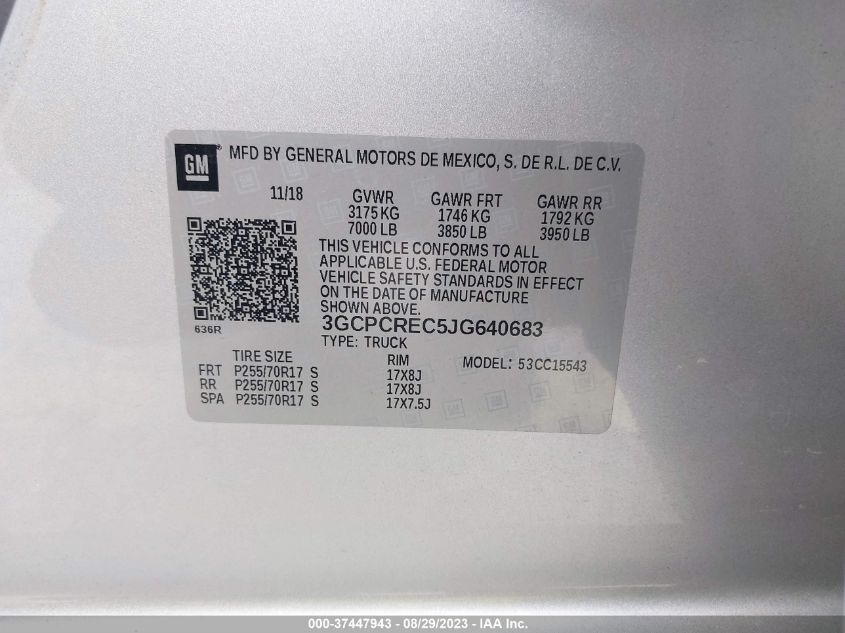 GM ® MFD BY GENERAL MOTORS DE MEXICO, S. DE R.L. DE C.V.
11/18 GVWR GAWR FRT GAWR RR
3175 KG 1746 KG 1792 KG
7000 LB 3850 LB 3950 LB
THIS VEHICLE CONFORMS TO ALL
APPLICABLE U.S. FEDERAL MOTOR
VEHICLE SAFETY STANDARDS IN EFFECT
ON THE DATE OF MANUFACTURE
SHOWN ABOVE.
636R 3GCPCREC5JG640683
TYPE: TRUCK
TIRE SIZE RIM MODEL: 53CC15543
FRT P255/70R17 S 17X8J
RR P255/70R17 S 17X8J
SPA P255/70R17 S 17X7.5J
000-37447943 / 08/29/2023 - IAA Inc.